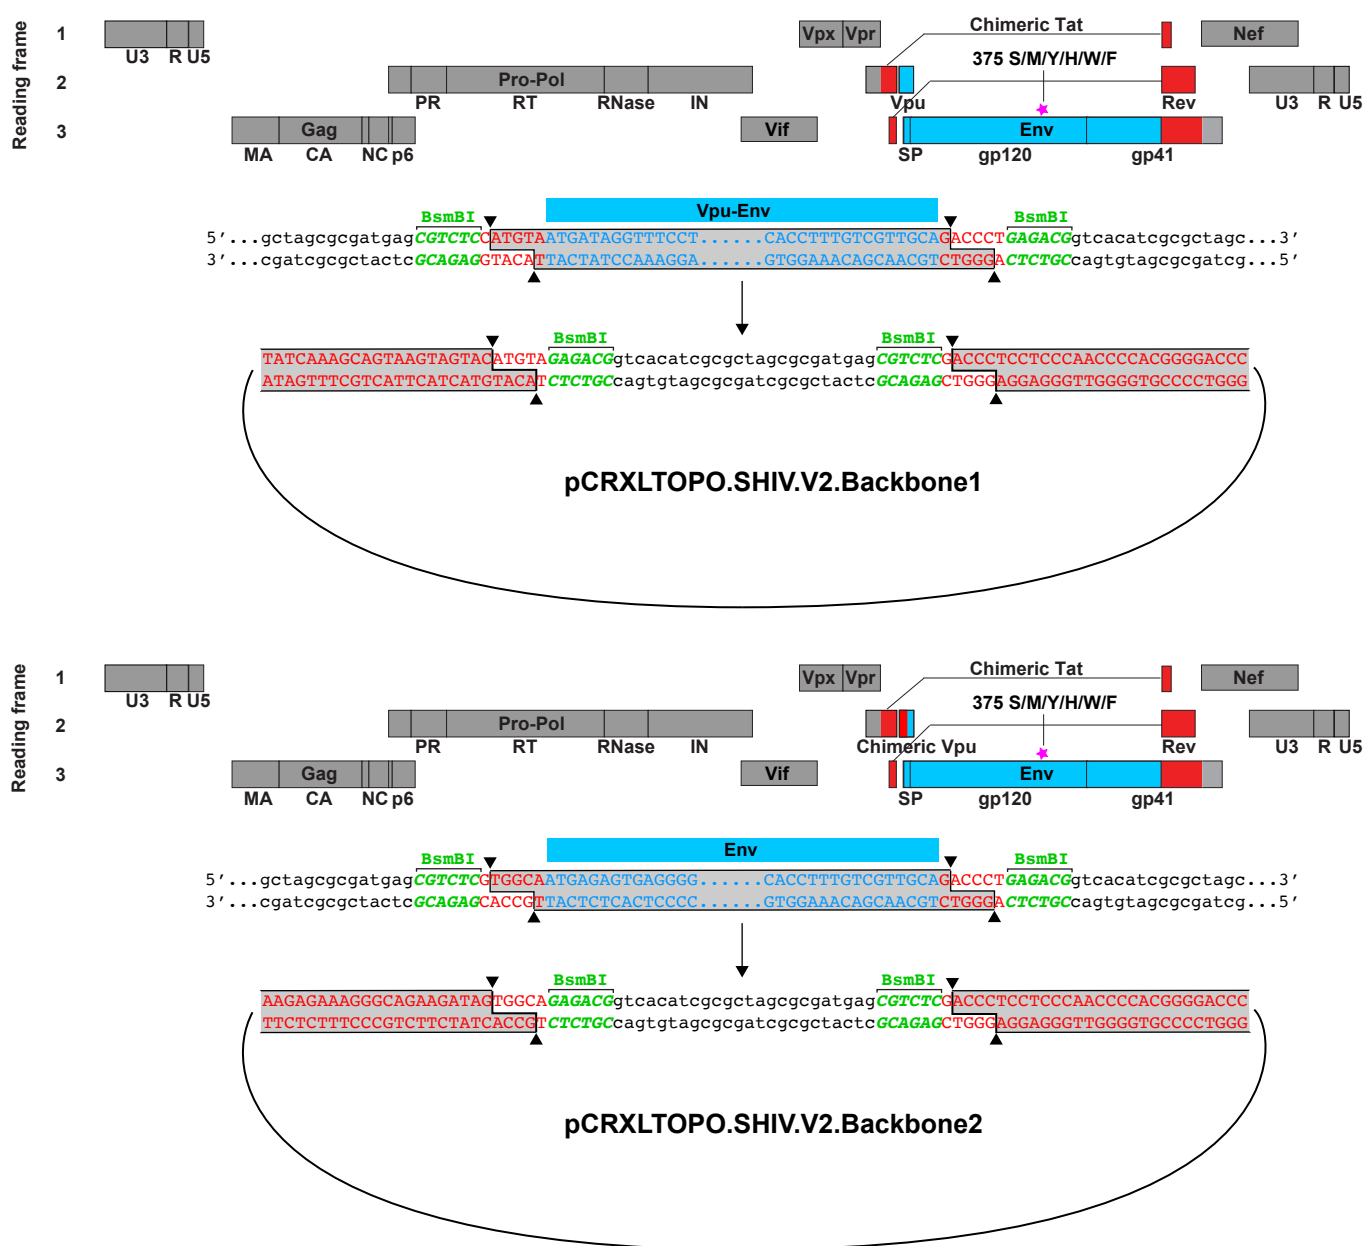 Reading frame
1
2
3
U3 R U5
Vpx Vpr
Chimeric Tat
Nef
375 S/M/Y/H/W/F
Pro-Pol
PR RT RNase IN
Vpu
Rev
U3 R U5
Gag
MA CA NC p6
Vif
Env
SP gp120 gp41
Vpu-Env
BsmBI BsmBI
5′...gctagcgcgatgagCGTCTCCATGTAATGATAGGTTTCCT......CACCTTTGTCGTTGCAGACCCTGAGACGgtcacatcgcgctagc...3′
3′...cgatcgcgctactcGCAGAGGTACATTACTATCCAAAGGA......GTGGAAACAGCAACGTCTGGGACTCTGCcagtgtagcgcgatcg...5′
BsmBI BsmBI
TATCAAAGCAGTAAGTAGTACATGTAGAGACGgtcacatcgcgctagcgcgatgagCGTCTCGACCCTCCTCCCAACCCCACGGGGACCC
ATAGTTTCGTCATTCATCATGTACATCTCTGCcagtgtagcgcgatcgcgctactcGCAGAGCTGGGAGGAGGGTTGGGGTGCCCCTGGG
pCRXLTOPO.SHIV.V2.Backbone1
Reading frame
1
2
3
U3 R U5
Vpx Vpr
Chimeric Tat
Nef
375 S/M/Y/H/W/F
Pro-Pol
PR RT RNase IN
Chimeric Vpu
Rev
U3 R U5
Gag
MA CA NC p6
Vif
Env
SP gp120 gp41
Env
BsmBI BsmBI
5′...gctagcgcgatgagCGTCTCGTGGCAATGAGAGTGAGGGG......CACCTTTGTCGTTGCAGACCCTGAGACGgtcacatcgcgctagc...3′
3′...cgatcgcgctactcGCAGAGCACCGTTACTCTCACTCCCC......GTGGAAACAGCAACGTCTGGGACTCTGCcagtgtagcgcgatcg...5′
BsmBI BsmBI
AAGAGAAAGGGCAGAAGATAGTGGCAGAGACGgtcacatcgcgctagcgcgatgagCGTCTCGACCCTCCTCCCAACCCCACGGGGACCC
TTCTCTTTCCCGTCTTCTATCACCGTCTCTGCcagtgtagcgcgatcgcgctactcGCAGAGCTGGGAGGAGGGTTGGGGTGCCCCTGGG
pCRXLTOPO.SHIV.V2.Backbone2